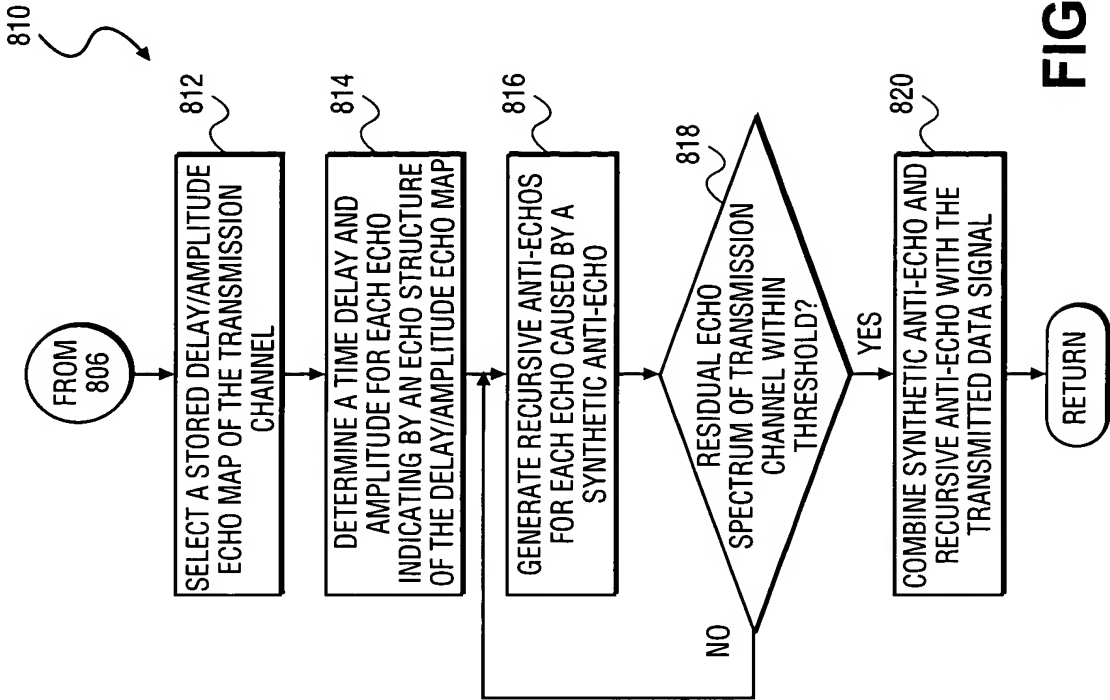 810
FROM
806
812
SELECT A STORED DELAY/AMPLITUDE
ECHO MAP OF THE TRANSMISSION
CHANNEL
814
DETERMINE A TIME DELAY AND
AMPLITUDE FOR EACH ECHO
INDICATING BY AN ECHO STRUCTURE
OF THE DELAY/AMPLITUDE ECHO MAP
816
GENERATE RECURSIVE ANTI-ECHOS
FOR EACH ECHO CAUSED BY A
SYNTHETIC ANTI-ECHO
818
RESIDUAL ECHO
SPECTRUM OF TRANSMISSION
CHANNEL WITHIN
THRESHOLD?
NO
YES
820
COMBINE SYNTHETIC ANTI-ECHO AND
RECURSIVE ANTI-ECHO WITH THE
TRANSMITTED DATA SIGNAL
RETURN
FIG